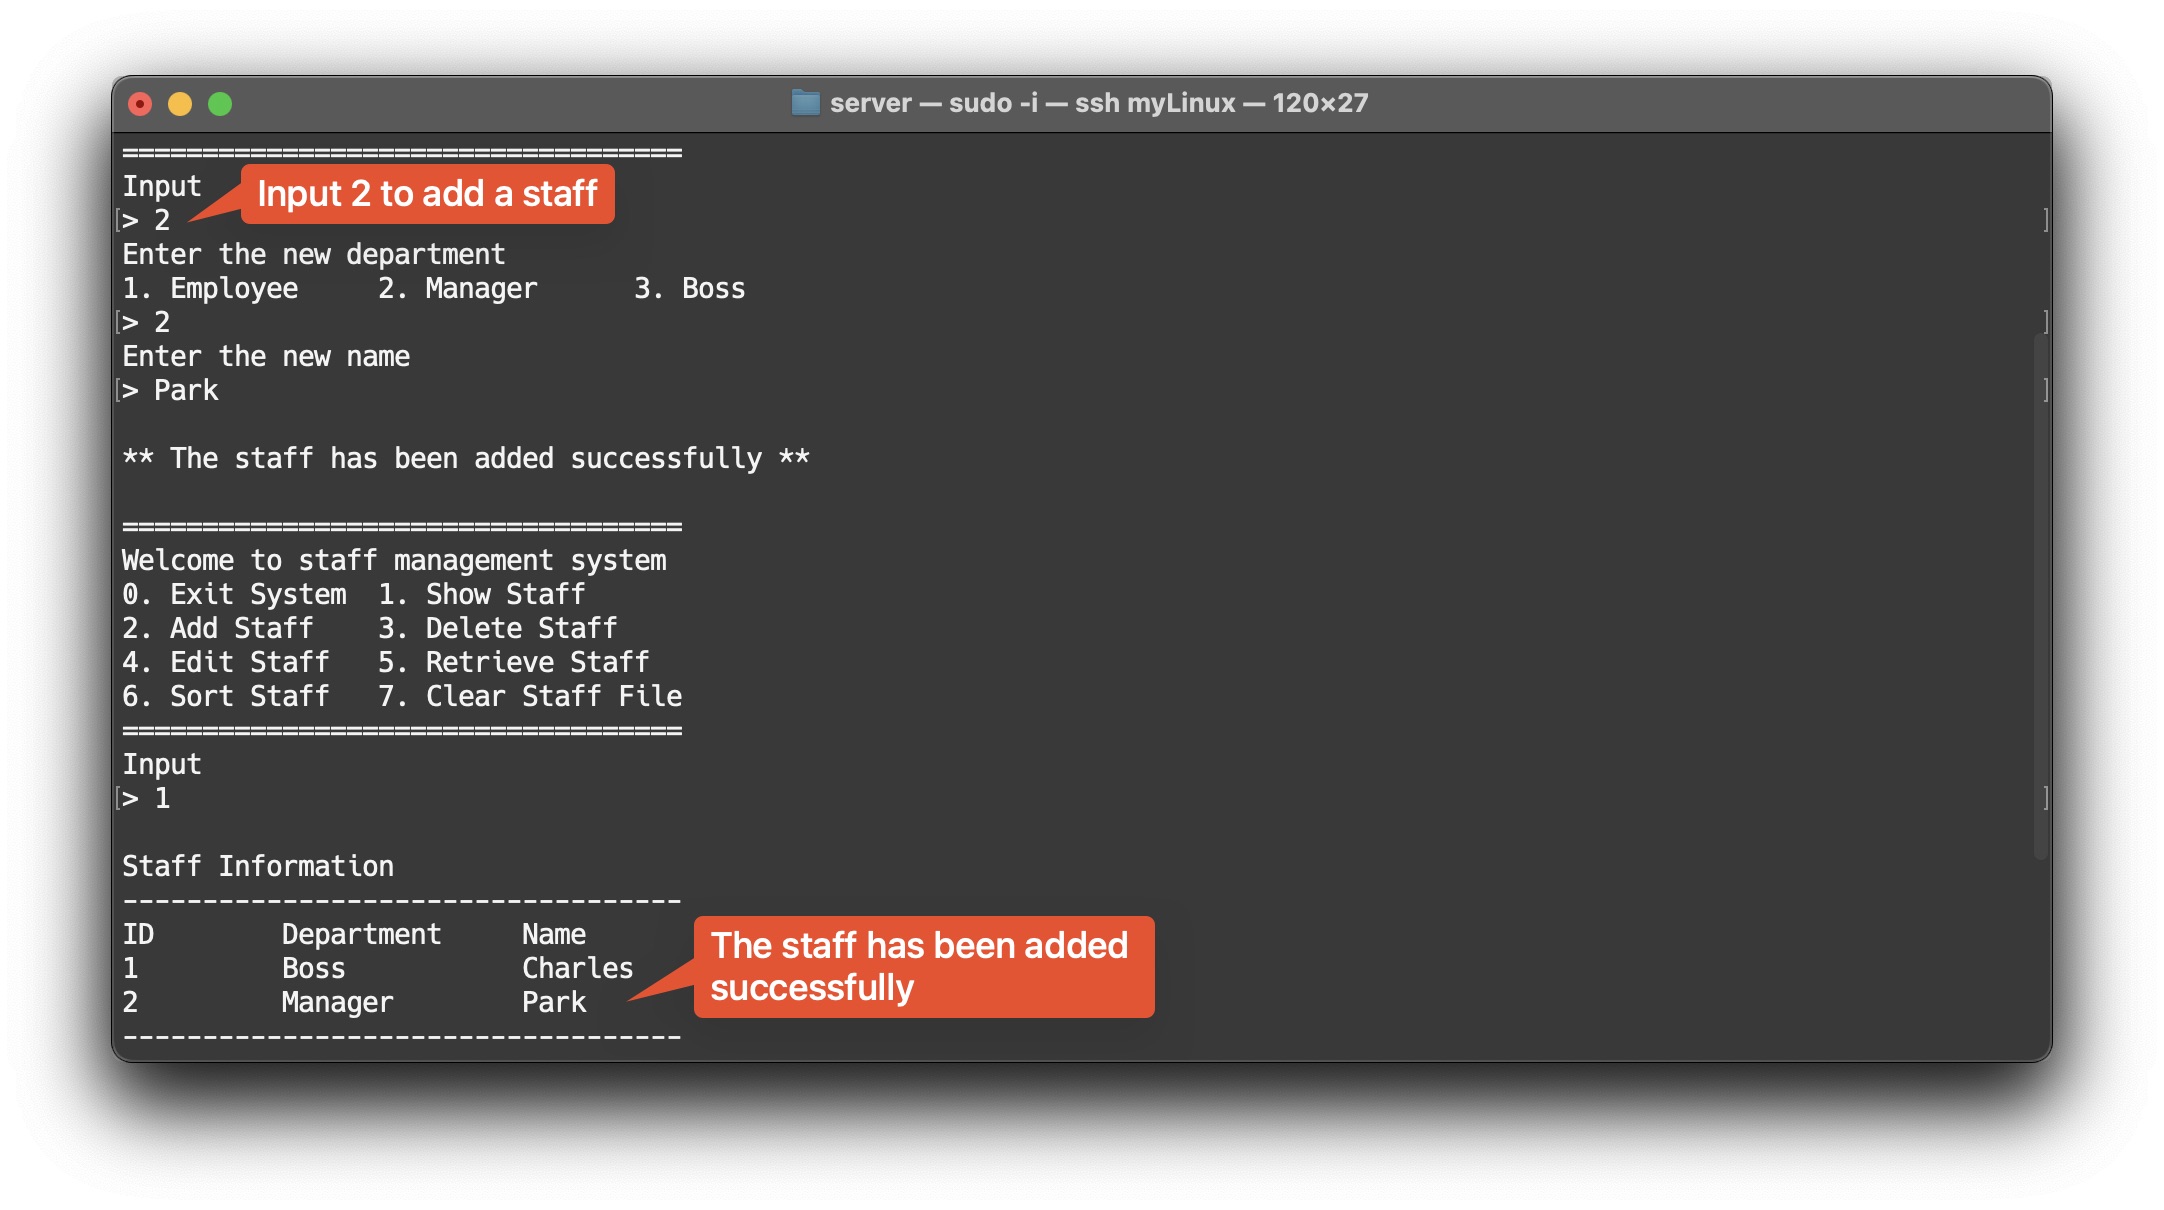 server — sudo -i — ssh myLinux — 120×27
===================================
Input
Input 2 to add a staff
[> 2 ]
Enter the new department
1. Employee     2. Manager      3. Boss
[> 2 ]
Enter the new name
[> Park ]
** The staff has been added successfully **
===================================
Welcome to staff management system
0. Exit System  1. Show Staff
2. Add Staff    3. Delete Staff
4. Edit Staff   5. Retrieve Staff
6. Sort Staff   7. Clear Staff File
===================================
Input
[> 1 ]
Staff Information
-----------------------------------
ID        Department     Name
1         Boss           Charles
2         Manager        Park
The staff has been added
successfully
-----------------------------------